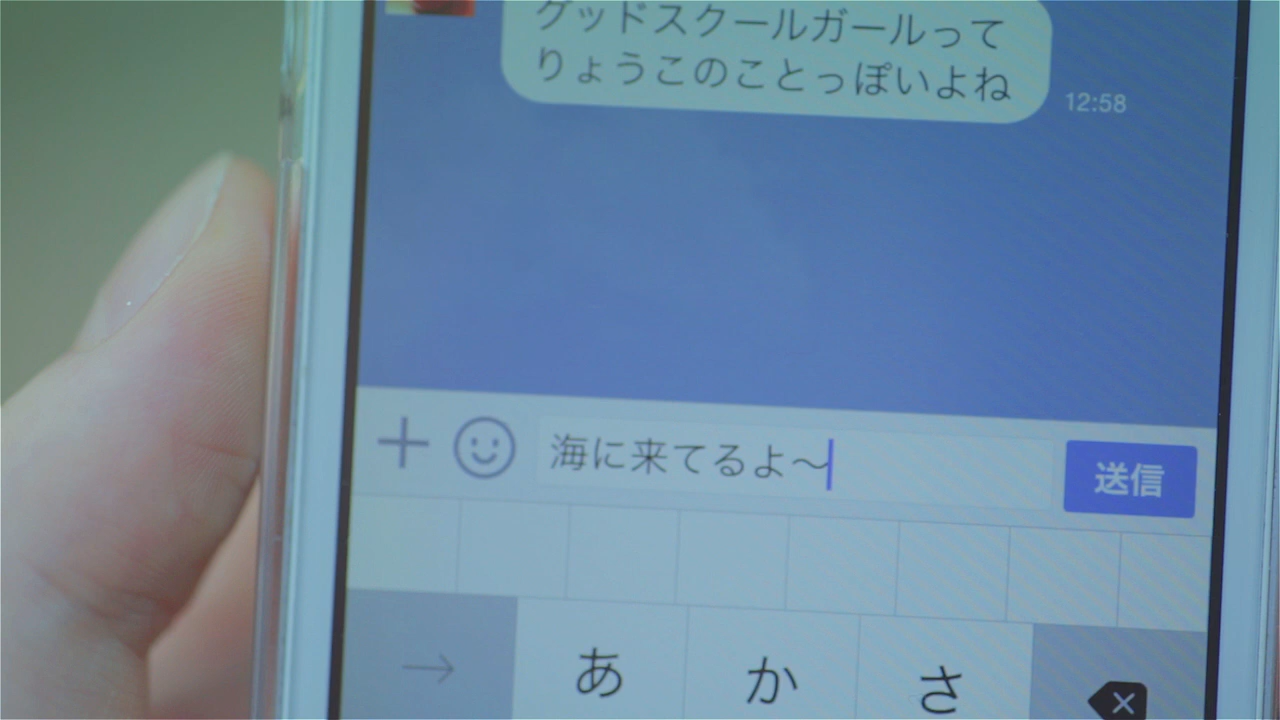 グッドスクールガールって
りょうこのことっぽいよね
12:58
海に来てるよ〜
送信
→
あ
か
さ